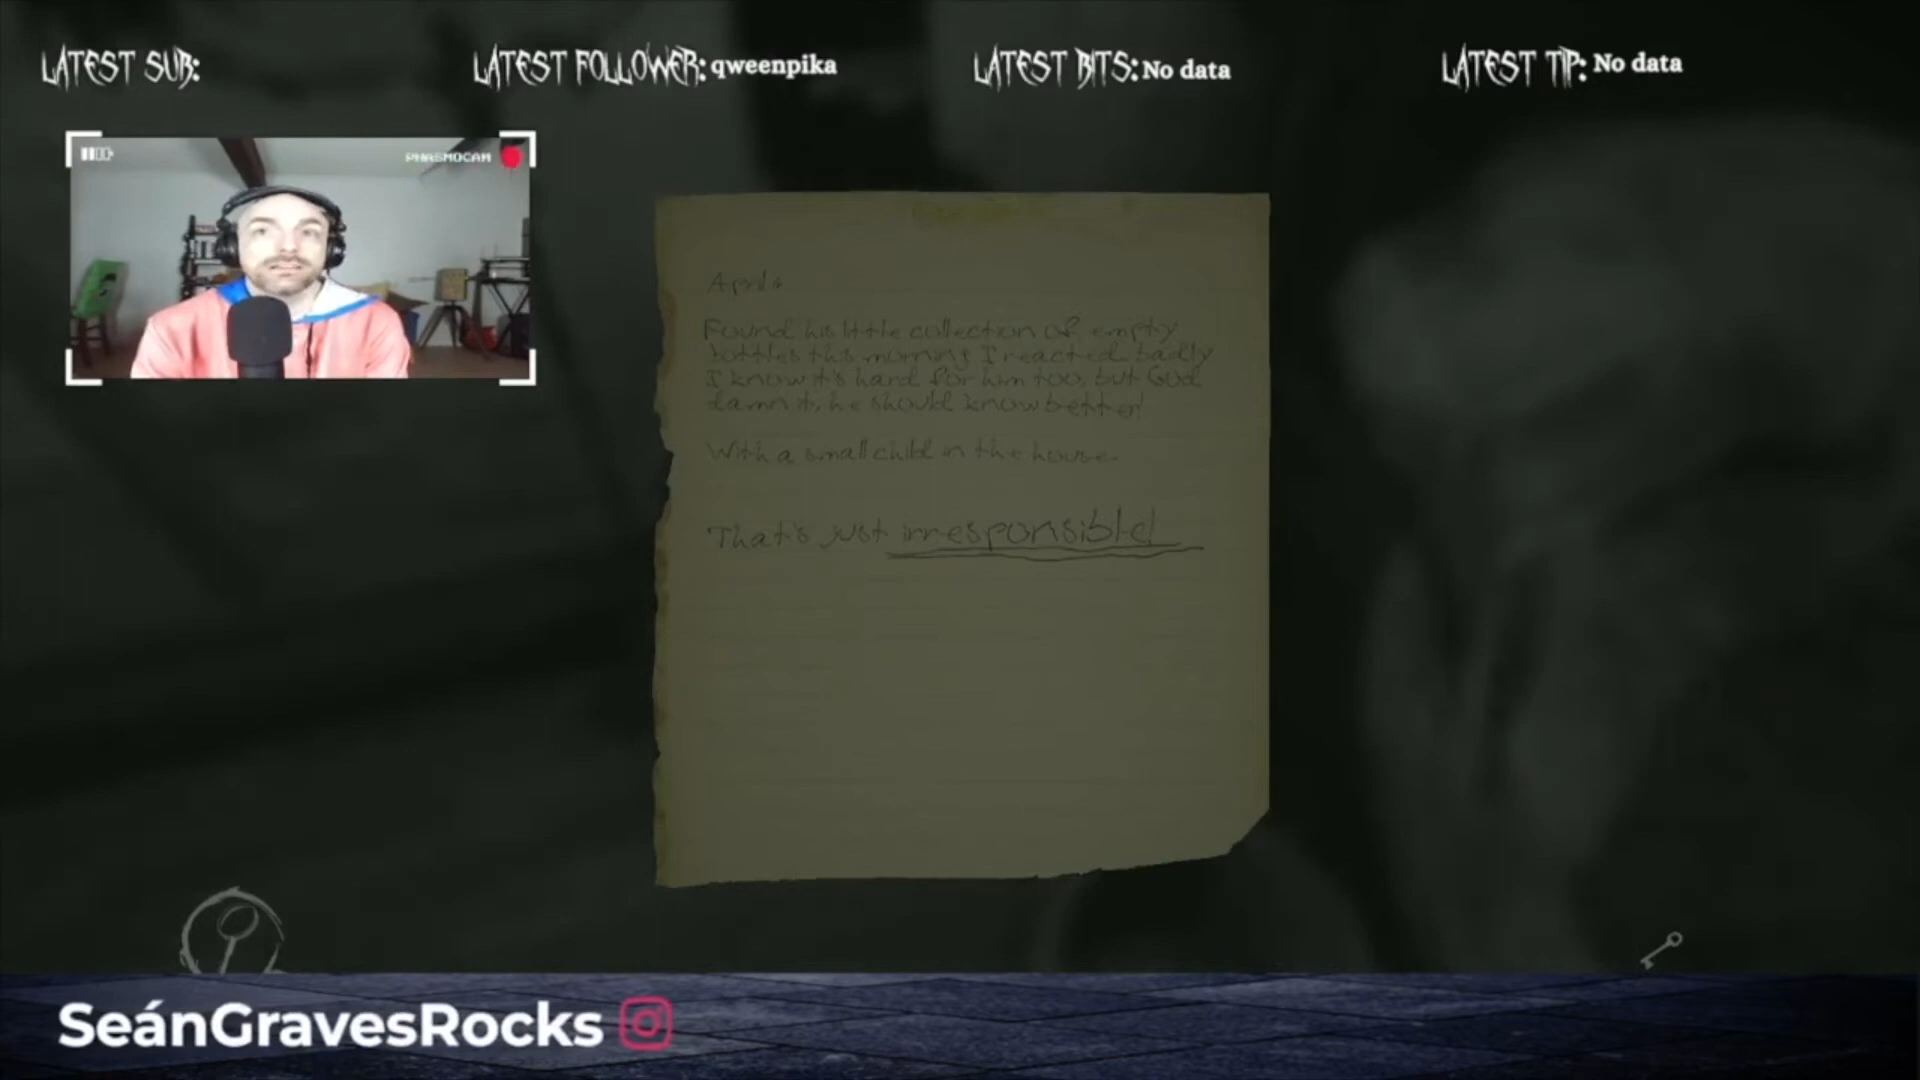 LATEST SUB:
LATEST FOLLOWER: qweenpika
LATEST BITS: No data
LATEST TIP: No data
PHASMOCAM
Found his little collection of empty
bottles this morning I reacted badly
I know it's hard for him too, but God
damn it, he should know better!
With a small child in the house
That's just irresponsible!
SeánGravesRocks